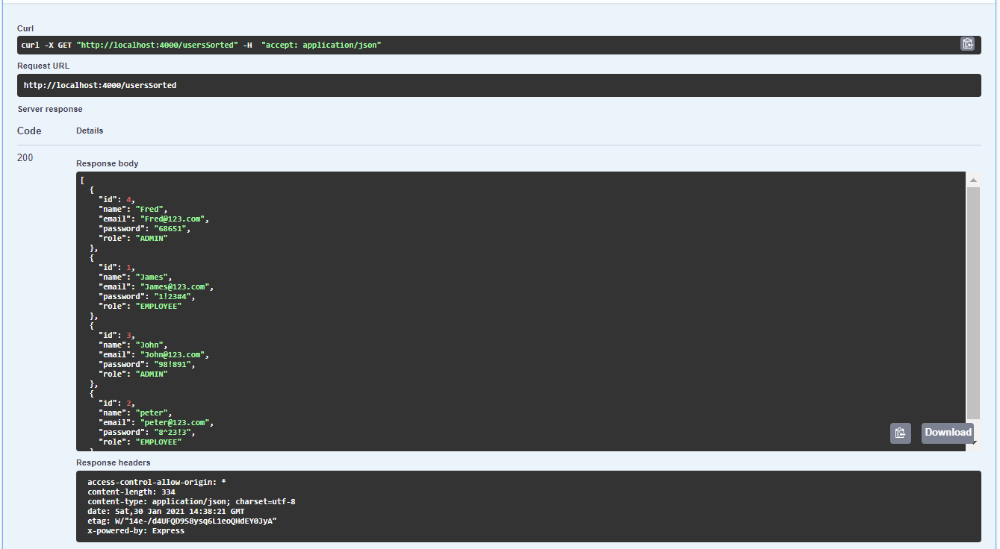 Curl
curl -X GET "http://localhost:4000/usersSorted" -H  "accept: application/json"
Request URL
http://localhost:4000/usersSorted
Server response
Code Details
200
Response body
[
  {
    "id": 4,
    "name": "Fred",
    "email": "Fred@123.com",
    "password": "68651",
    "role": "ADMIN"
  },
  {
    "id": 1,
    "name": "James",
    "email": "James@123.com",
    "password": "1!23#4",
    "role": "EMPLOYEE"
  },
  {
    "id": 3,
    "name": "John",
    "email": "John@123.com",
    "password": "98!891",
    "role": "ADMIN"
  },
  {
    "id": 2,
    "name": "peter",
    "email": "peter@123.com",
    "password": "8^23!3",
    "role": "EMPLOYEE"
  }
Download
Response headers
access-control-allow-origin: *
content-length: 334
content-type: application/json; charset=utf-8
date: Sat,30 Jan 2021 14:38:21 GMT
etag: W/"14e-/d4UFQD9S8ysq6L1eoQHdEY0JyA"
x-powered-by: Express